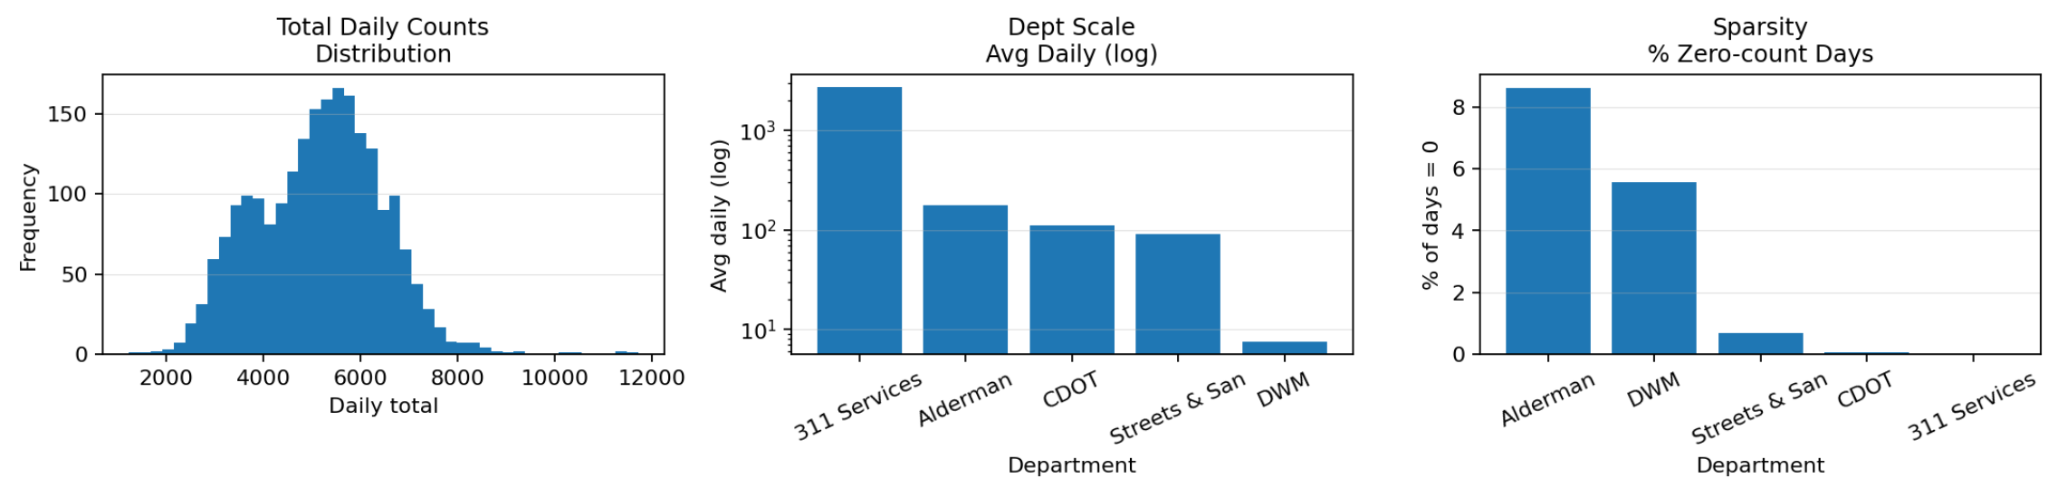 Total Daily Counts
Distribution
Frequency
150
100
50
0
2000 4000 6000 8000 10000 12000
Daily total
Dept Scale
Avg Daily (log)
Avg daily (log)
10³
10²
10¹
311 Services Alderman CDOT Streets & San DWM
Department
Sparsity
% Zero-count Days
% of days = 0
8
6
4
2
0
Alderman DWM Streets & San CDOT 311 Services
Department